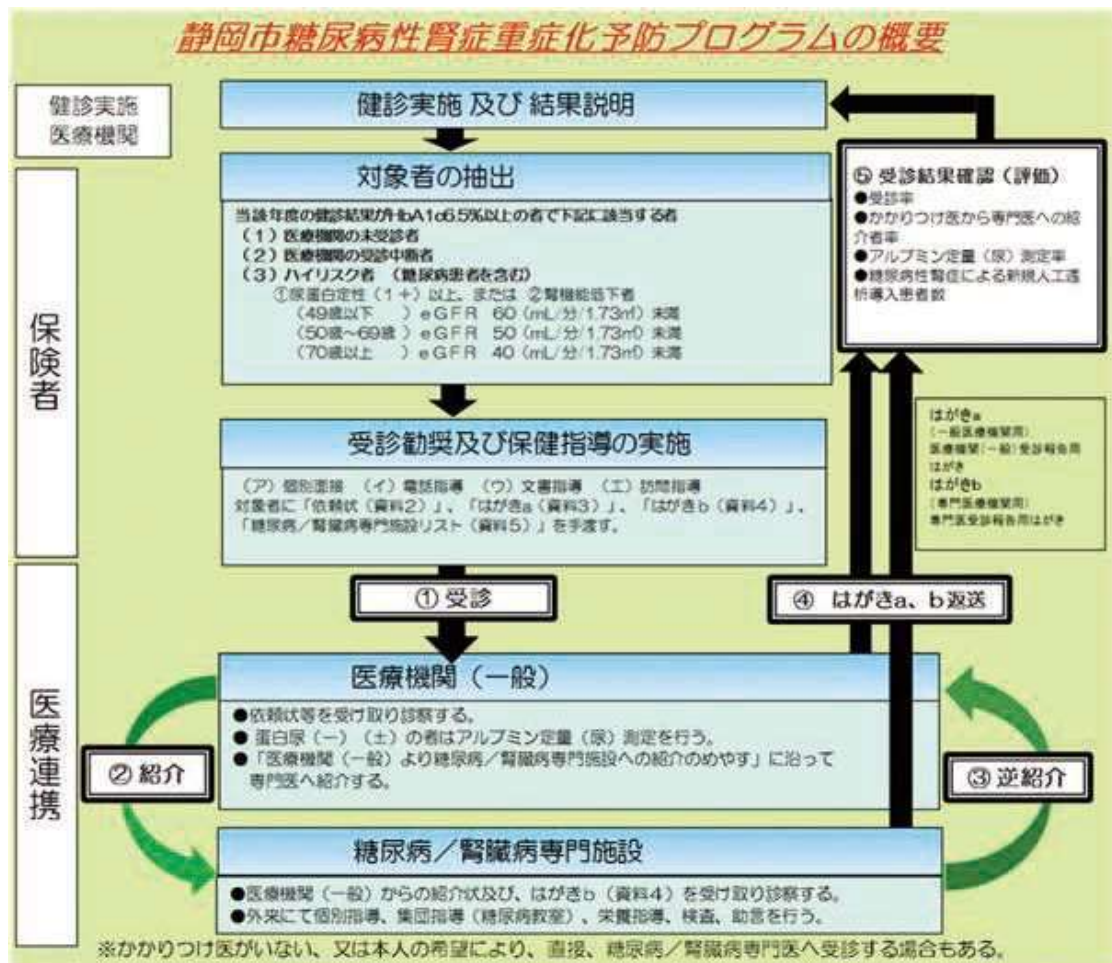 静岡市糖尿病性腎症重症化予防プログラムの概要
健診実施
医療機関
健診実施 及び 結果説明
対象者の抽出
当該年度の健診結果がHbA1c6.5%以上の者で下記に該当する者
（１）医療機関の未受診者
（２）医療機関の受診中断者
（３）ハイリスク者 （糖尿病患者を含む）
①尿蛋白定性（１+）以上、または ②腎機能低下者
（49歳以下　　）ｅＧＦＲ 60（mL/分/1.73㎡）未満
（50歳～69歳 ）ｅＧＦＲ 50（mL/分/1.73㎡）未満
（70歳以上　　）ｅＧＦＲ 40（mL/分/1.73㎡）未満
保険者
受診勧奨及び保健指導の実施
（ア）個別面接 （イ）電話指導 （ウ）文書指導 （エ）訪問指導
対象者に「依頼状（資料２）」、「はがきａ（資料３）」、「はがきｂ（資料４）」、
「糖尿病／腎臓病専門施設リスト（資料５）」を手渡す。
⑤ 受診結果確認（評価）
●受診率
●かかりつけ医から専門医への紹
介者率
●アルブミン定量（尿）測定率
●糖尿病性腎症による新規人工透
析導入患者数
はがきａ
（一般医療機関用）
医療機関（一般）受診報告用
はがき
はがきｂ
（専門医療機関用）
専門医受診報告用はがき
① 受診
④ はがきａ、ｂ返送
医療連携
医療機関（一般）
●依頼状等を受け取り診察する。
● 蛋白尿（－）（±）の者はアルブミン定量（尿）測定を行う。
●「医療機関（一般）より糖尿病／腎臓病専門施設への紹介のめやす」に沿って
専門医へ紹介する。
② 紹介
③ 逆紹介
糖尿病／腎臓病専門施設
●医療機関（一般）からの紹介状及び、はがきｂ（資料４）を受け取り診察する。
●外来にて個別指導、集団指導（糖尿病教室）、栄養指導、検査、助言を行う。
※かかりつけ医がいない、又は本人の希望により、直接、糖尿病／腎臓病専門医へ受診する場合もある。